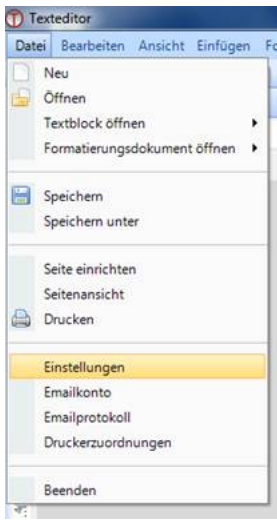 Texteditor
Datei Bearbeiten Ansicht Einfügen
Neu
Öffnen
Textblock öffnen
Formatierungsdokument öffnen
Speichern
Speichern unter
Seite einrichten
Seitenansicht
Drucken
Einstellungen
Emailkonto
Emailprotokoll
Druckerzuordnungen
Beenden